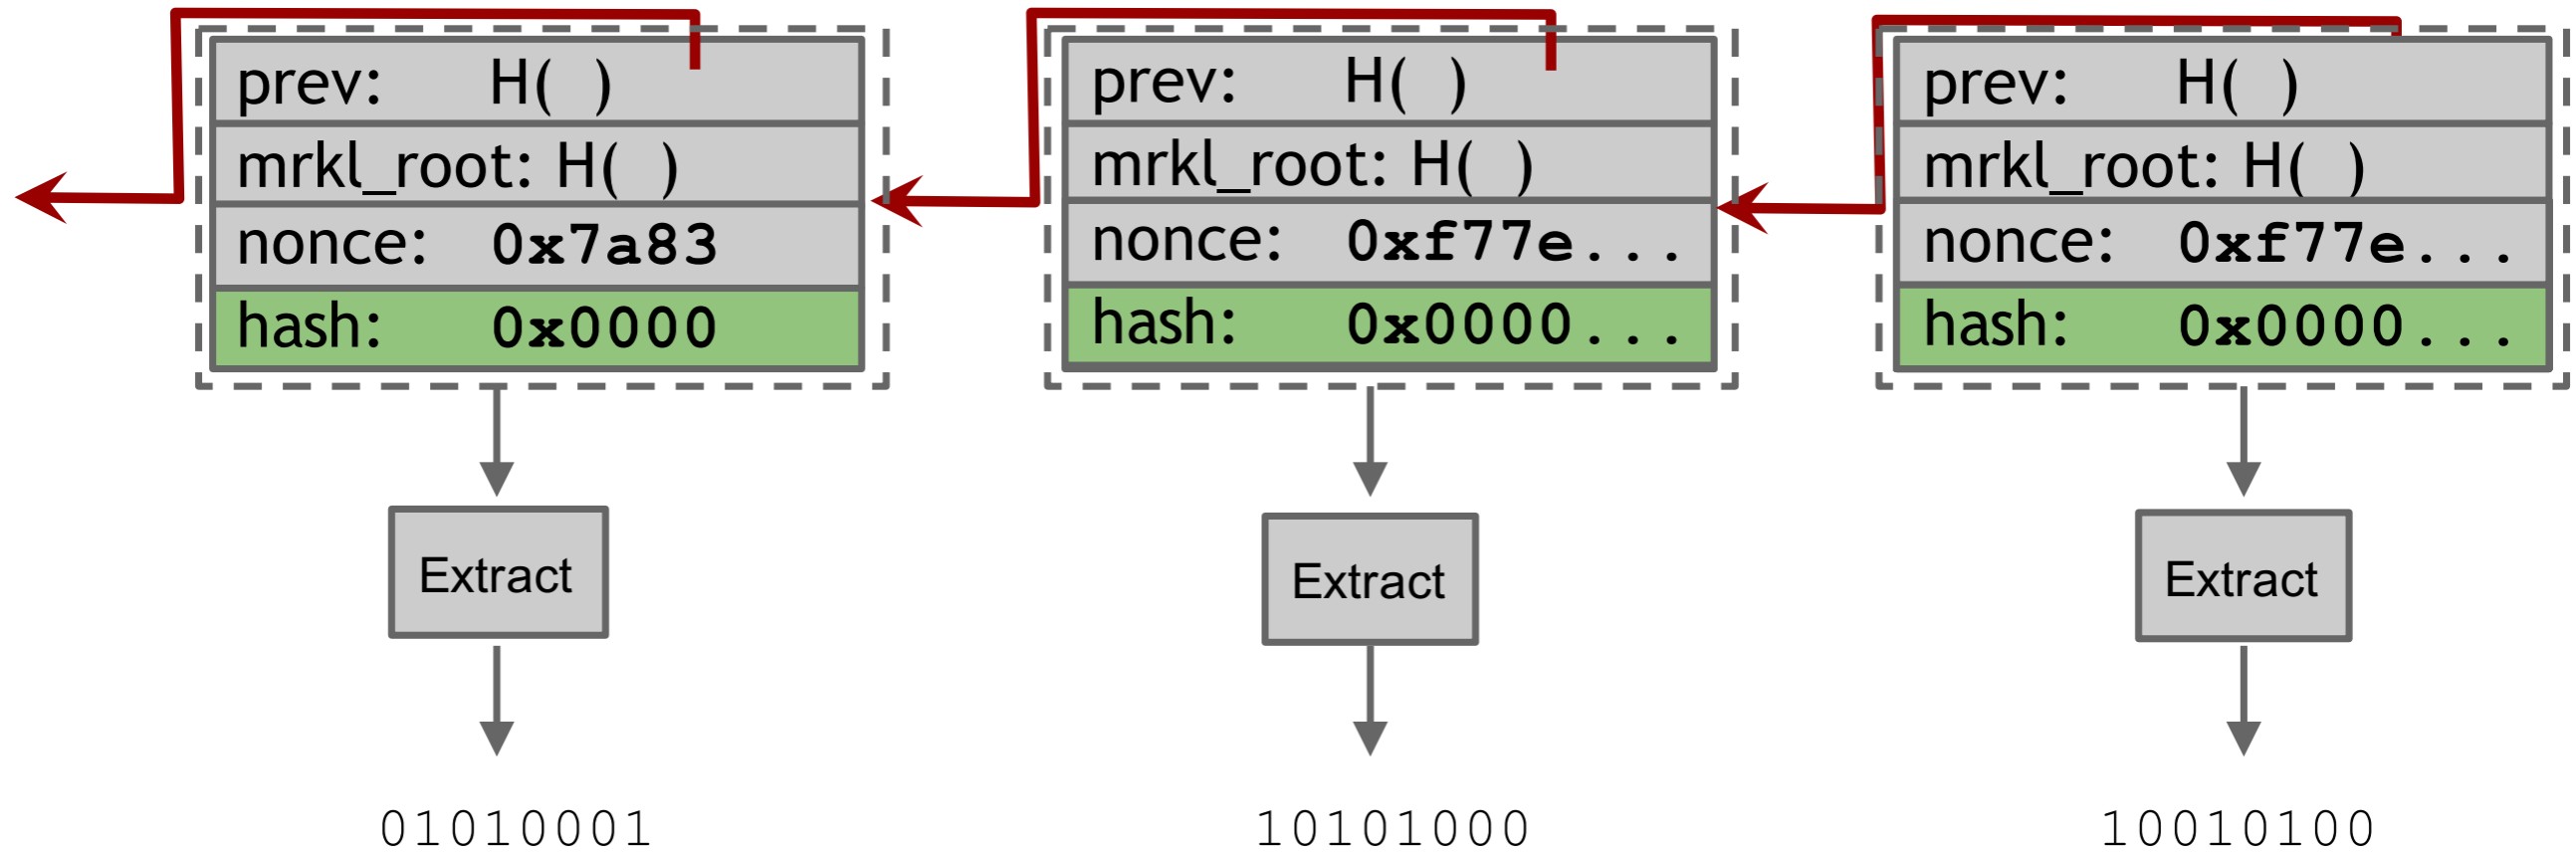 prev: H( )
mrkl_root: H( )
nonce: 0x7a83
hash: 0x0000
prev: H( )
mrkl_root: H( )
nonce: 0xf77e...
hash: 0x0000...
prev: H( )
mrkl_root: H( )
nonce: 0xf77e...
hash: 0x0000...
Extract
Extract
Extract
01010001
10101000
10010100